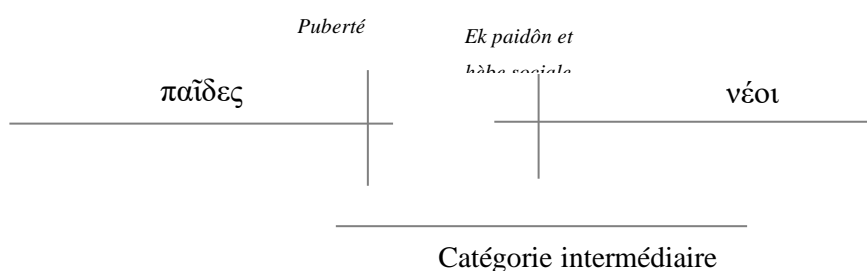 Puberté
Ek paidôn et
hèbe sociale
παῖδες
νέοι
Catégorie intermédiaire